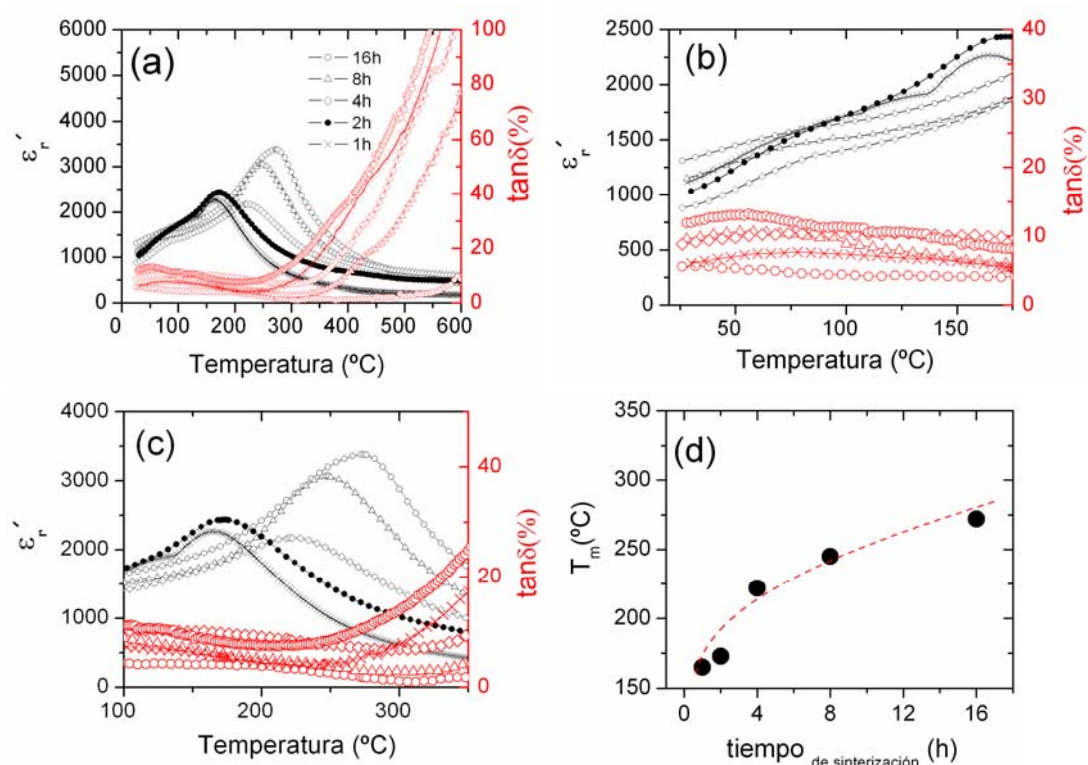 (a)
6000
5000
4000
3000
2000
1000
0
εr´
16h
8h
4h
2h
1h
100
80
60
40
20
0
tanδ(%)
0 100 200 300 400 500 600
Temperatura (ºC)
(b)
2500
2000
1500
1000
500
0
εr´
40
30
20
10
0
tanδ(%)
50 100 150
Temperatura (ºC)
(c)
4000
3000
2000
1000
0
εr´
40
20
0
tanδ(%)
100 200 300
Temperatura (ºC)
(d)
350
300
250
200
150
Tm(ºC)
0 4 8 12 16
tiempo de sinterización (h)